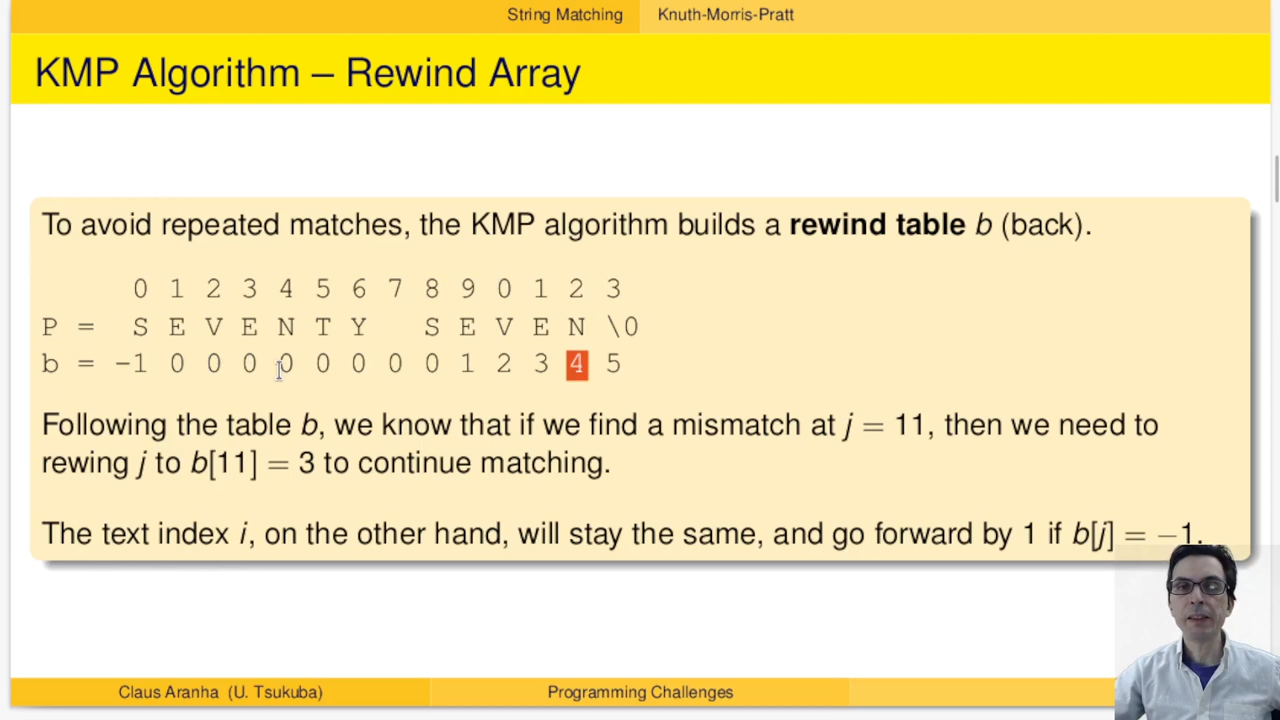 String Matching Knuth-Morris-Pratt
KMP Algorithm – Rewind Array
To avoid repeated matches, the KMP algorithm builds a rewind table b (back).
0 1 2 3 4 5 6 7 8 9 0 1 2 3
P = S E V E N T Y   S E V E N \0
b = −1 0 0 0 0 0 0 0 0 1 2 3 4 5
Following the table b, we know that if we find a mismatch at j = 11, then we need to
rewing j to b[11] = 3 to continue matching.
The text index i, on the other hand, will stay the same, and go forward by 1 if b[j] = −1.
Claus Aranha (U. Tsukuba) Programming Challenges